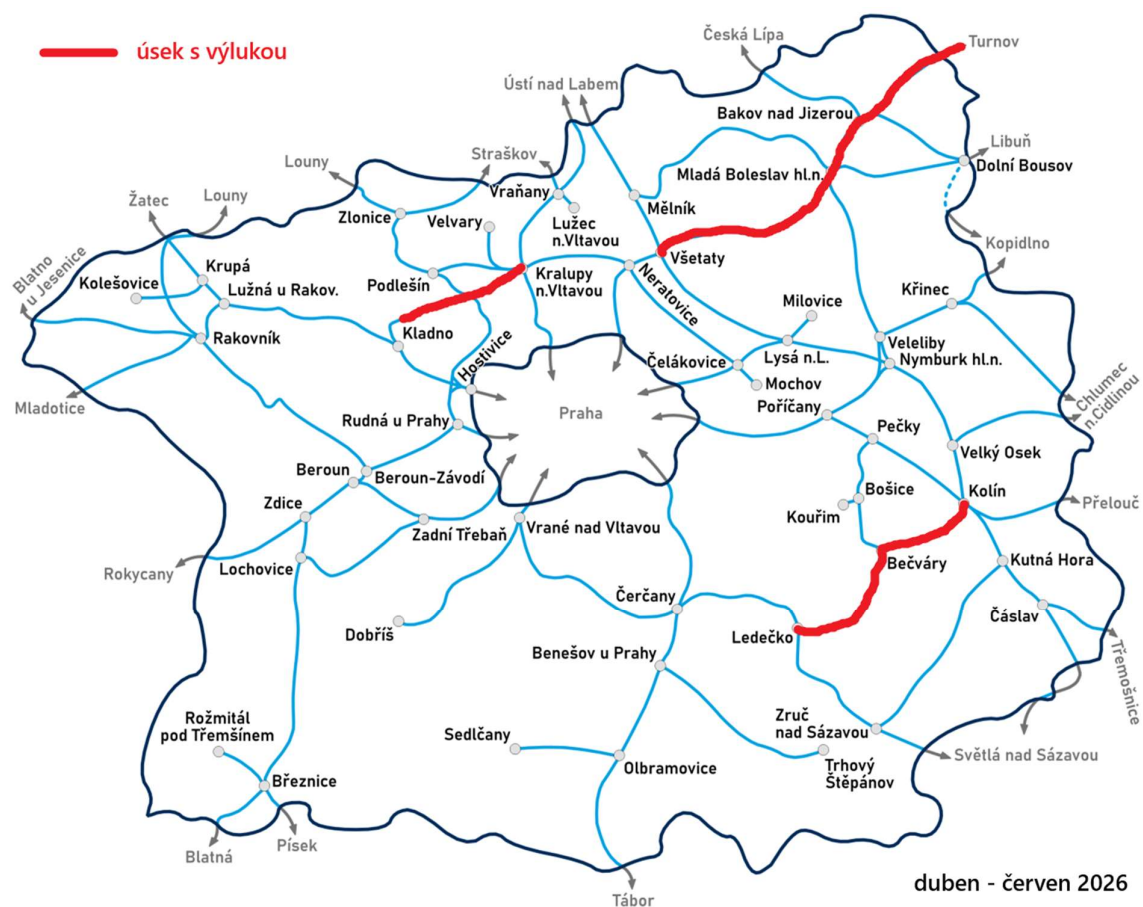 úsek s výlukou
Česká Lípa
Turnov
Ústí nad Labem
Bakov nad Jizerou
Libuň
Dolní Bousov
Louny
Straškov
Mladá Boleslav hl.n.
Žatec
Louny
Vraňany
Mělník
Zlonice
Velvary
Lužec
n.Vltavou
Kopidlno
Všetaty
Blatno
u Jesenice
Krupá
Kolešovice
Lužná u Rakov.
Podlešín
Kralupy
n.Vltavou
Neratovice
Milovice
Křinec
Kladno
Rakovník
Hostivice
Čelákovice
Lysá n.L.
Veleliby
Nymburk hl.n.
Mochov
Chlumec
n.Cidlinou
Mladotice
Praha
Poříčany
Rudná u Prahy
Pečky
Velký Osek
Beroun
Beroun-Závodí
Bošice
Kolín
Zdice
Kouřim
Přelouč
Zadní Třebaň
Vrané nad Vltavou
Rokycany
Lochovice
Bečváry
Kutná Hora
Čerčany
Čáslav
Dobříš
Ledečko
Benešov u Prahy
Třemošnice
Rožmitál
pod Třemšínem
Sedlčany
Zruč
nad Sázavou
Světlá nad Sázavou
Olbramovice
Trhový
Štěpánov
Březnice
Blatná
Písek
Tábor
duben - červen 2026